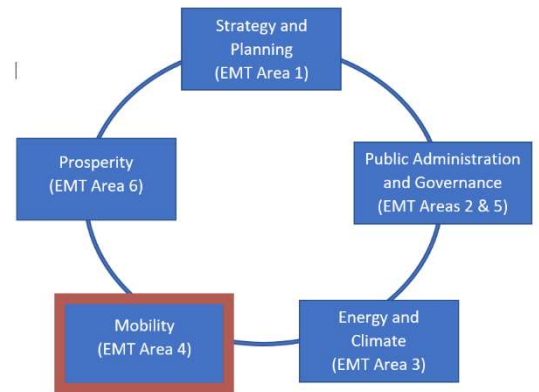 Strategy and
Planning
(EMT Area 1)
Prosperity
(EMT Area 6)
Public Administration
and Governance
(EMT Areas 2 & 5)
Mobility
(EMT Area 4)
Energy and
Climate
(EMT Area 3)